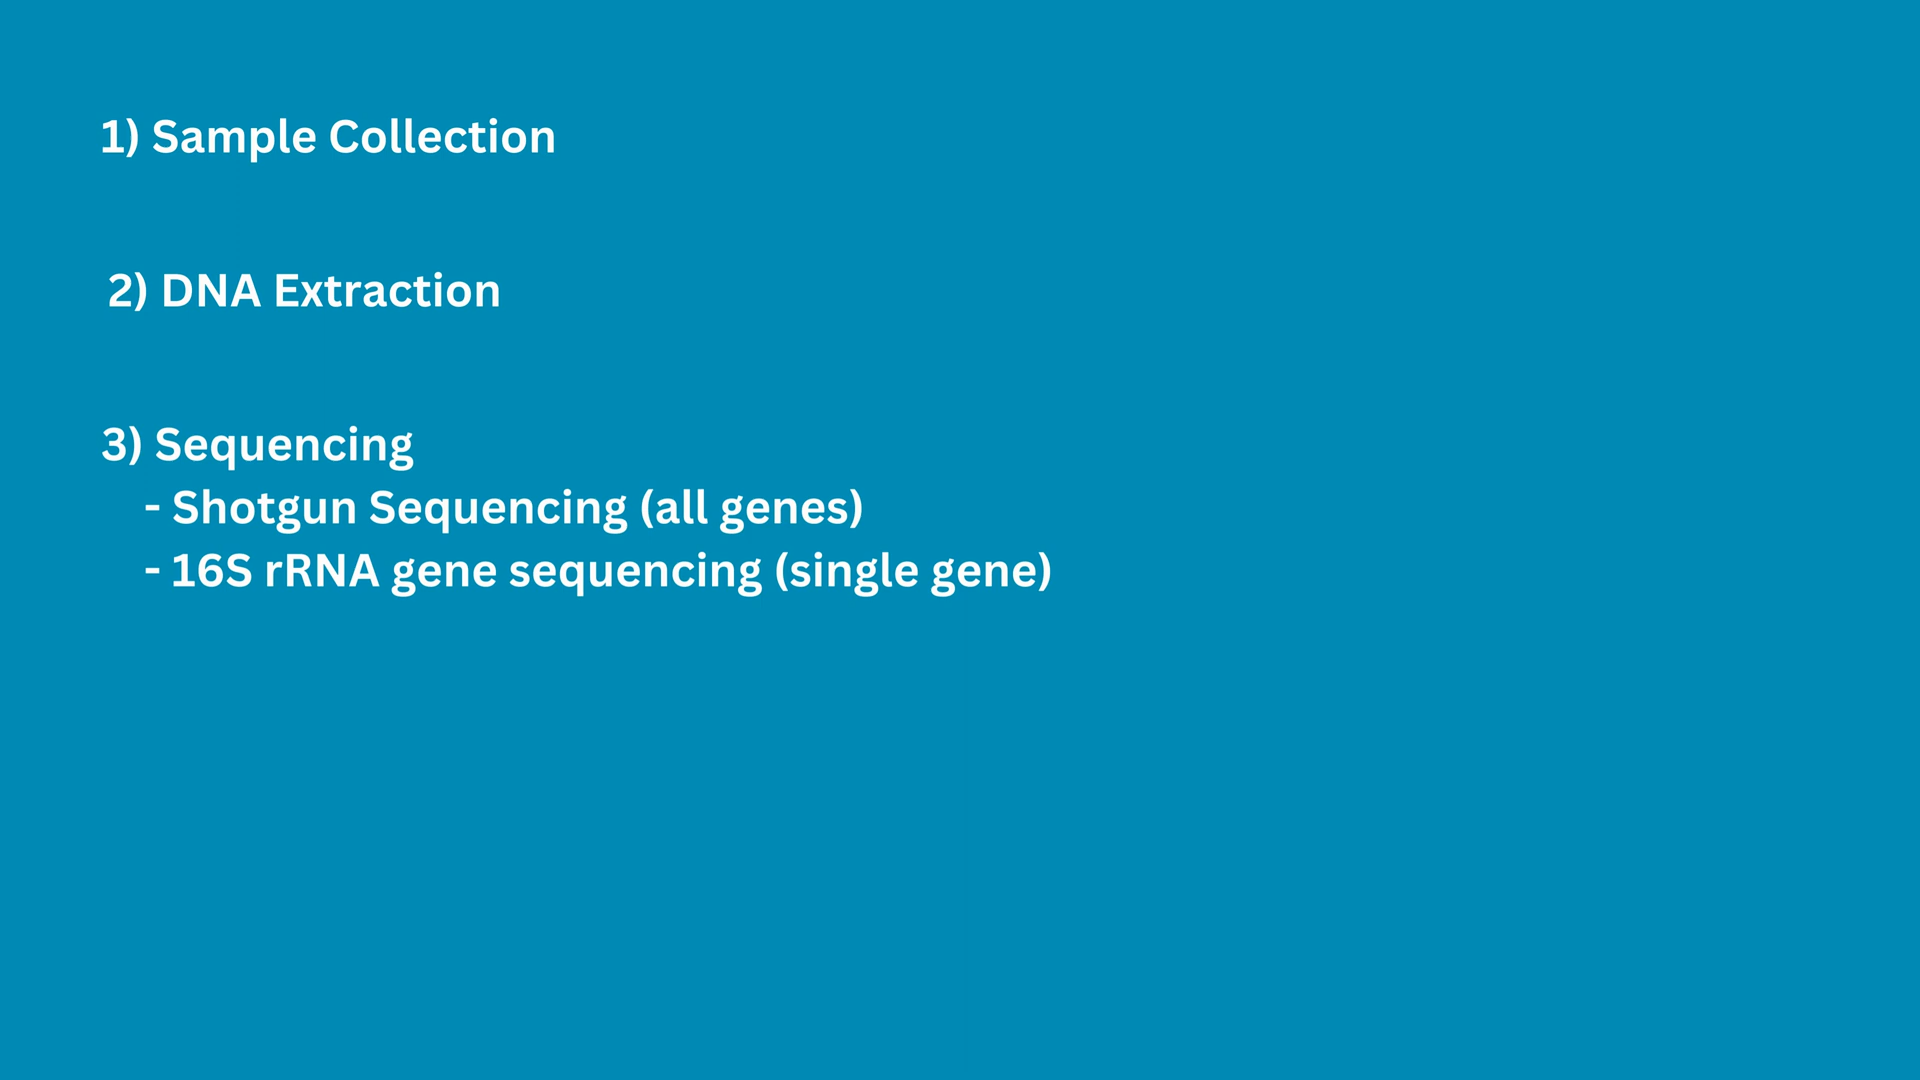 1) Sample Collection
2) DNA Extraction
3) Sequencing
- Shotgun Sequencing (all genes)
- 16S rRNA gene sequencing (single gene)